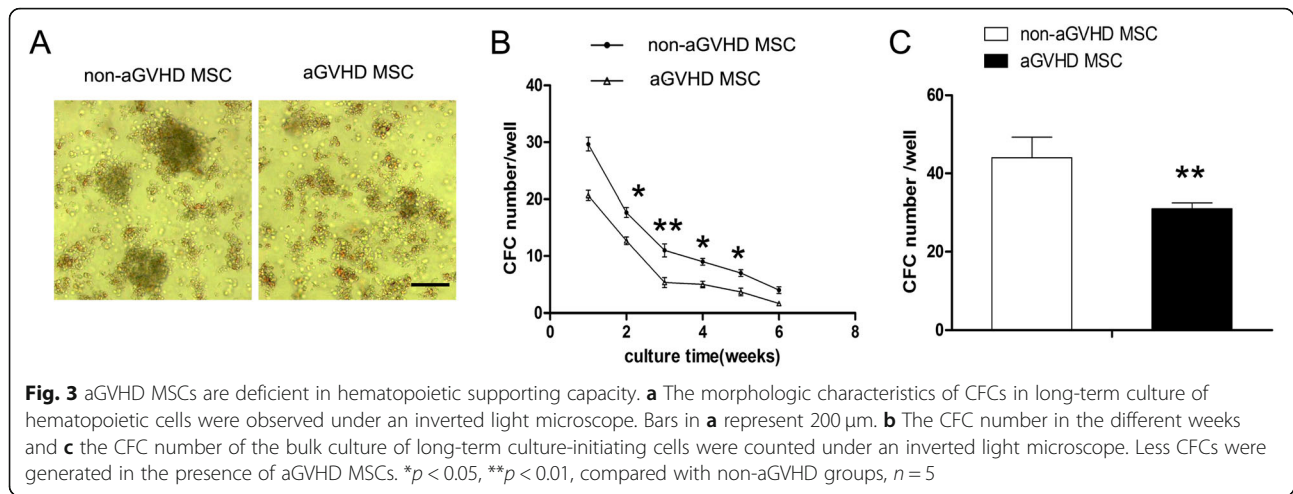 A
non-aGVHD MSC
aGVHD MSC
B
non-aGVHD MSC
aGVHD MSC
CFC number/well
40
30
20
10
0
*
**
*
*
0
2
4
6
8
culture time(weeks)
C
non-aGVHD MSC
aGVHD MSC
CFC number /well
60
40
20
0
**
Fig. 3 aGVHD MSCs are deficient in hematopoietic supporting capacity. a The morphologic characteristics of CFCs in long-term culture of
hematopoietic cells were observed under an inverted light microscope. Bars in a represent 200 μm. b The CFC number in the different weeks
and c the CFC number of the bulk culture of long-term culture-initiating cells were counted under an inverted light microscope. Less CFCs were
generated in the presence of aGVHD MSCs. *p < 0.05, **p < 0.01, compared with non-aGVHD groups, n = 5